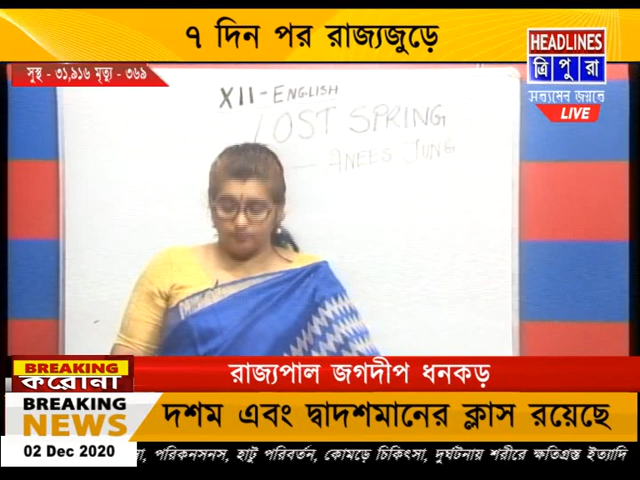 ৭ দিন পর রাজ্যজুড়ে
HEADLINES
ত্রিপুরা
সত্যমেব জয়তে
LIVE
সুস্থ - ৩১,৯১৬ মৃত্যু - ৩৬৯
XII - ENGLISH
LOST SPRING
- ANEES JUNG
BREAKING
করোনা
রাজ্যপাল জগদীপ ধনকড়
BREAKING
NEWS
দশম এবং দ্বাদশমানের ক্লাস রয়েছে
02 Dec 2020
পরিকনসনস, হাটু পরিবর্তন, কোমড়ে চিকিৎসা, দুর্ঘটনায় শরীরে ক্ষতিগ্রস্ত ইত্যাদি